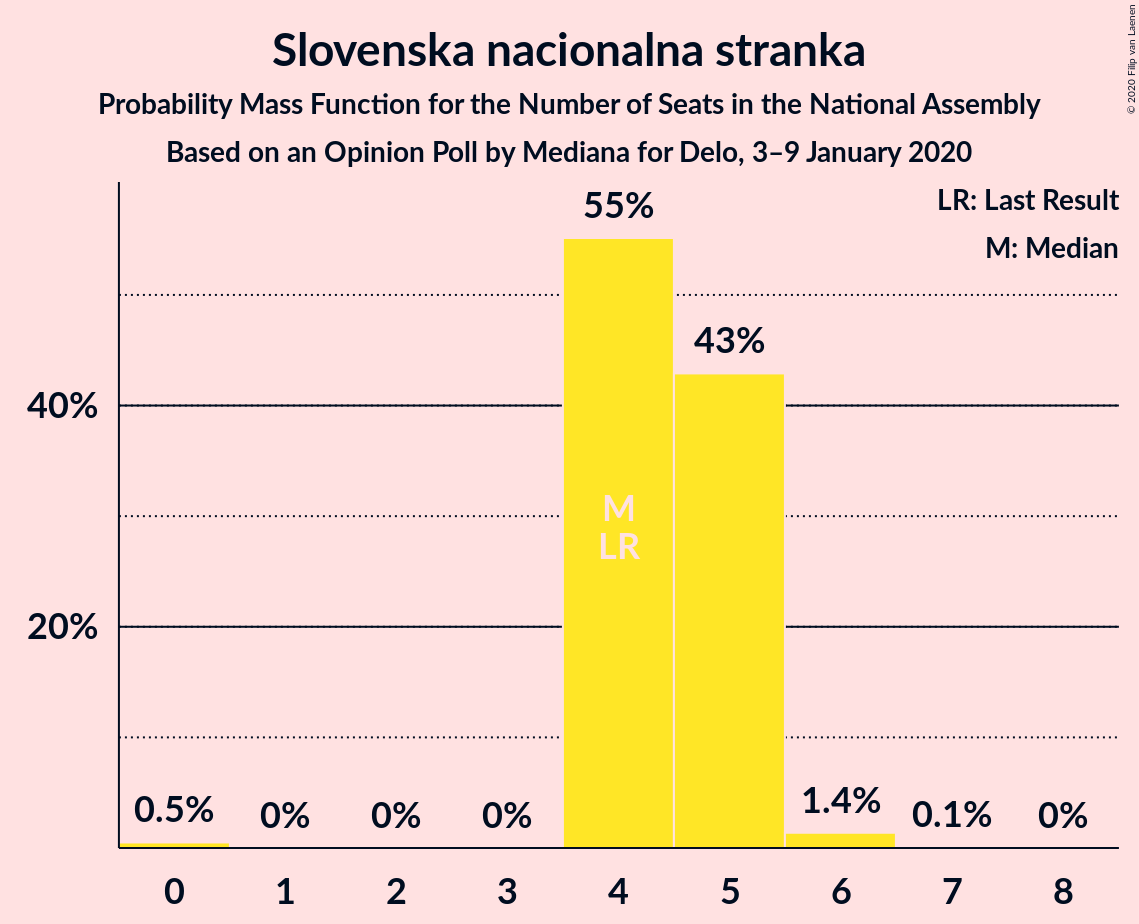 Slovenska nacionalna stranka
Probability Mass Function for the Number of Seats in the National Assembly
Based on an Opinion Poll by Mediana for Delo, 3–9 January 2020
© 2020 Filip van Laenen
LR: Last Result
M: Median
55%
43%
40%
M
LR
20%
0.5%
0%
0%
0%
1.4%
0.1%
0%
0
1
2
3
4
5
6
7
8